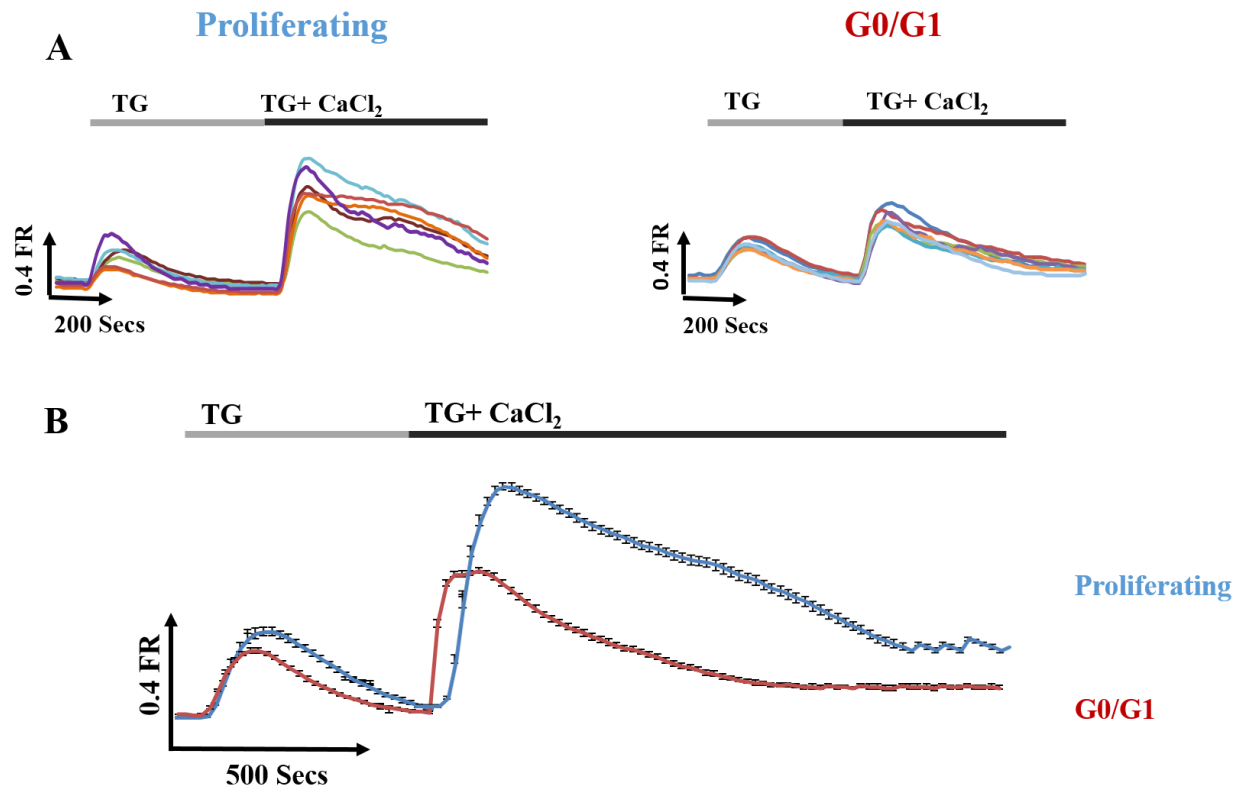 Proliferating
G0/G1
A
TG
TG+ CaCl₂
TG
TG+ CaCl₂
0.4 FR
200 Secs
0.4 FR
200 Secs
B
TG
TG+ CaCl₂
0.4 FR
500 Secs
Proliferating
G0/G1